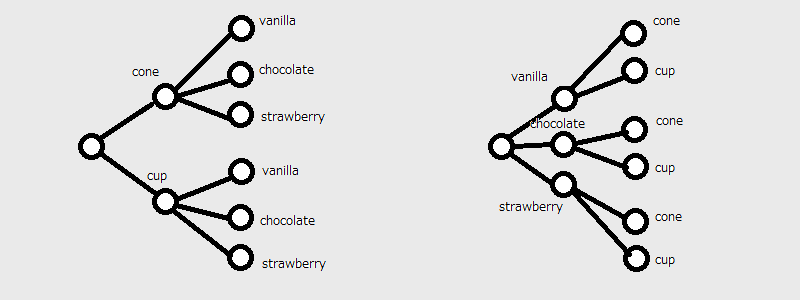 vanilla
cone
chocolate
strawberry
cup
vanilla
chocolate
strawberry
cone
vanilla
cup
chocolate
cone
cup
strawberry
cone
cup